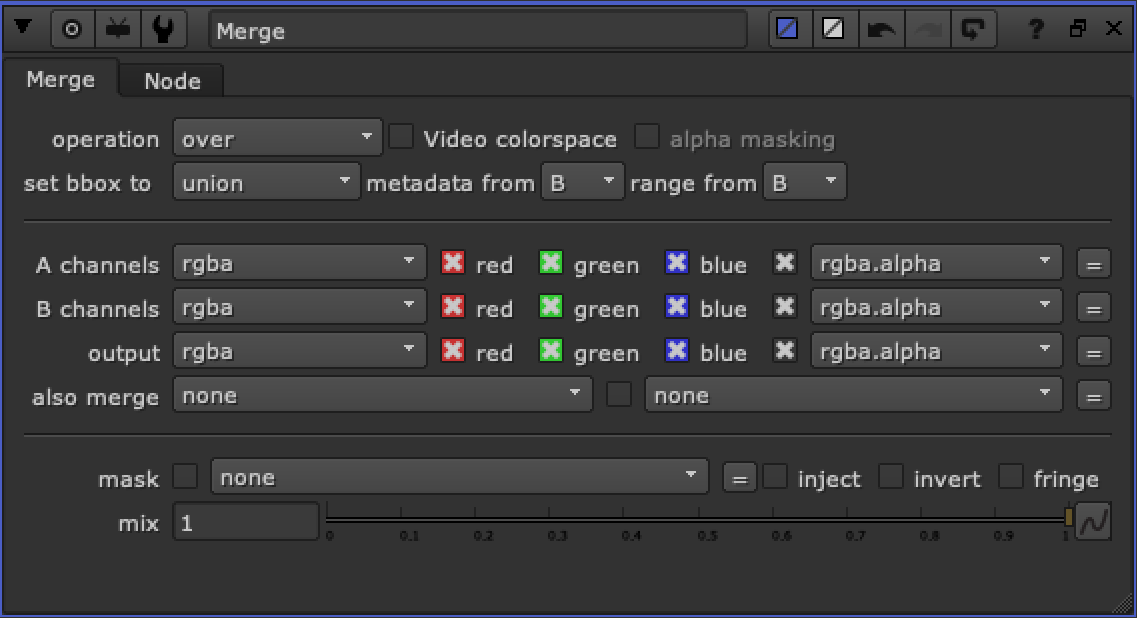 Merge
?
Merge Node
operation over Video colorspace alpha masking
set bbox to union metadata from B range from B
A channels rgba red green blue rgba.alpha =
B channels rgba red green blue rgba.alpha =
output rgba red green blue rgba.alpha =
also merge none none =
mask none = inject invert fringe
mix 1
0 0.1 0.2 0.3 0.4 0.5 0.6 0.7 0.8 0.9 1